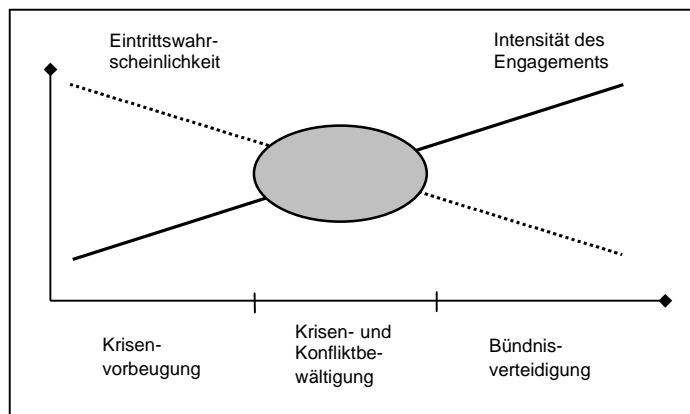 Eintrittswahr-
scheinlichkeit
Intensität des
Engagements
Krisen-
vorbeugung
Krisen- und
Konfliktbe-
wältigung
Bündnis-
verteidigung